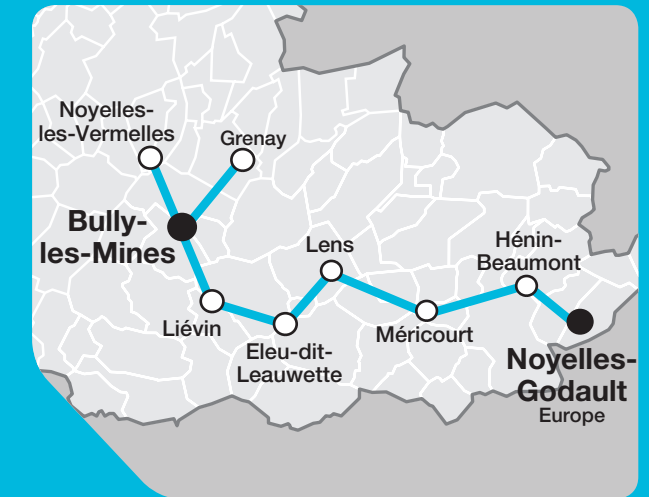 Noyelles-
les-Vermelles
Grenay
Bully-
les-Mines
Lens
Hénin-
Beaumont
Liévin
Eleu-dit-
Leauwette
Méricourt
Noyelles-
Godault
Europe